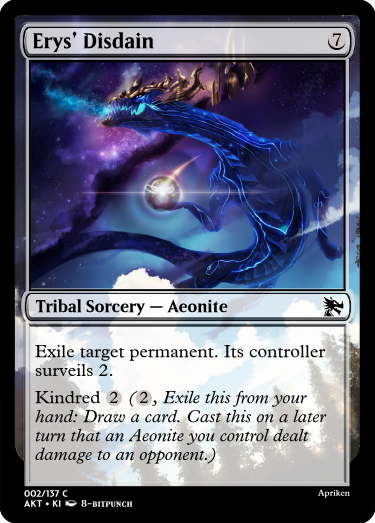 Erys' Disdain 7
Tribal Sorcery — Aeonite
Exile target permanent. Its controller
surveils 2.
Kindred 2 (2, Exile this from your
hand: Draw a card. Cast this on a later
turn that an Aeonite you control dealt
damage to an opponent.)
002/137 C
Apriken
AKT • KI 8-BITPUNCH